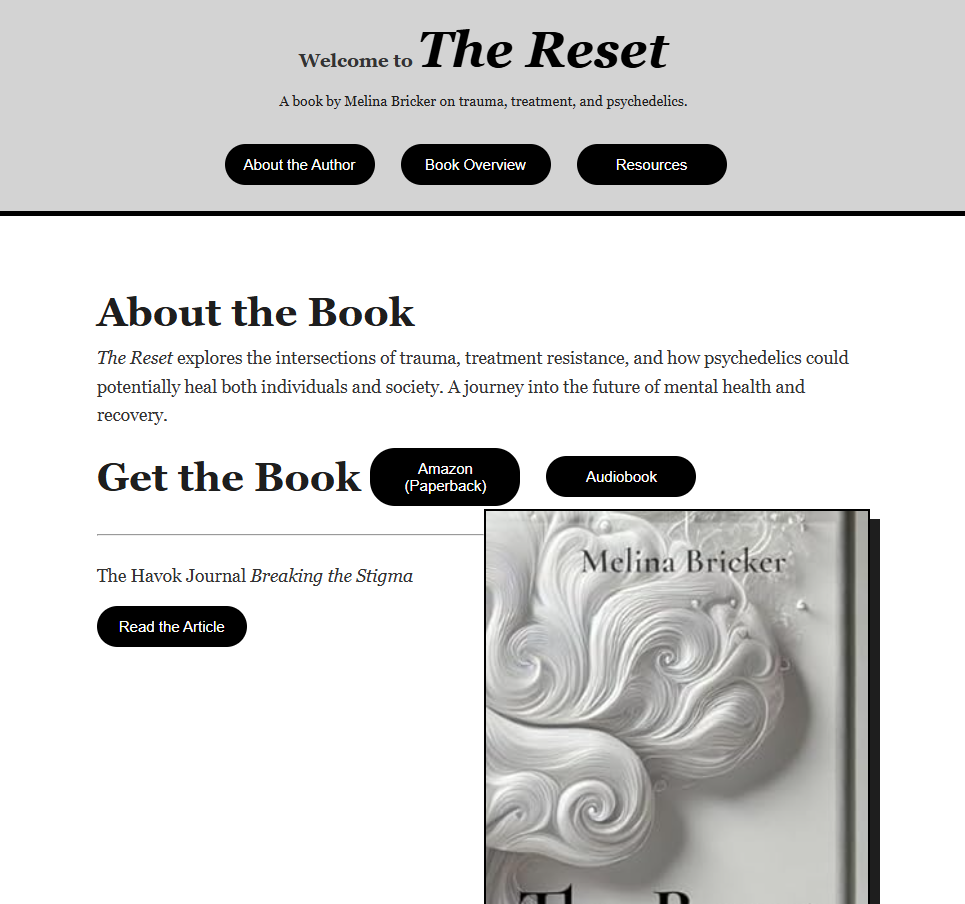 Welcome to The Reset
A book by Melina Bricker on trauma, treatment, and psychedelics.
About the Author
Book Overview
Resources
About the Book
The Reset explores the intersections of trauma, treatment resistance, and how psychedelics could
potentially heal both individuals and society. A journey into the future of mental health and
recovery.
Get the Book
Amazon
(Paperback)
Audiobook
The Havok Journal Breaking the Stigma
Read the Article
Melina Bricker